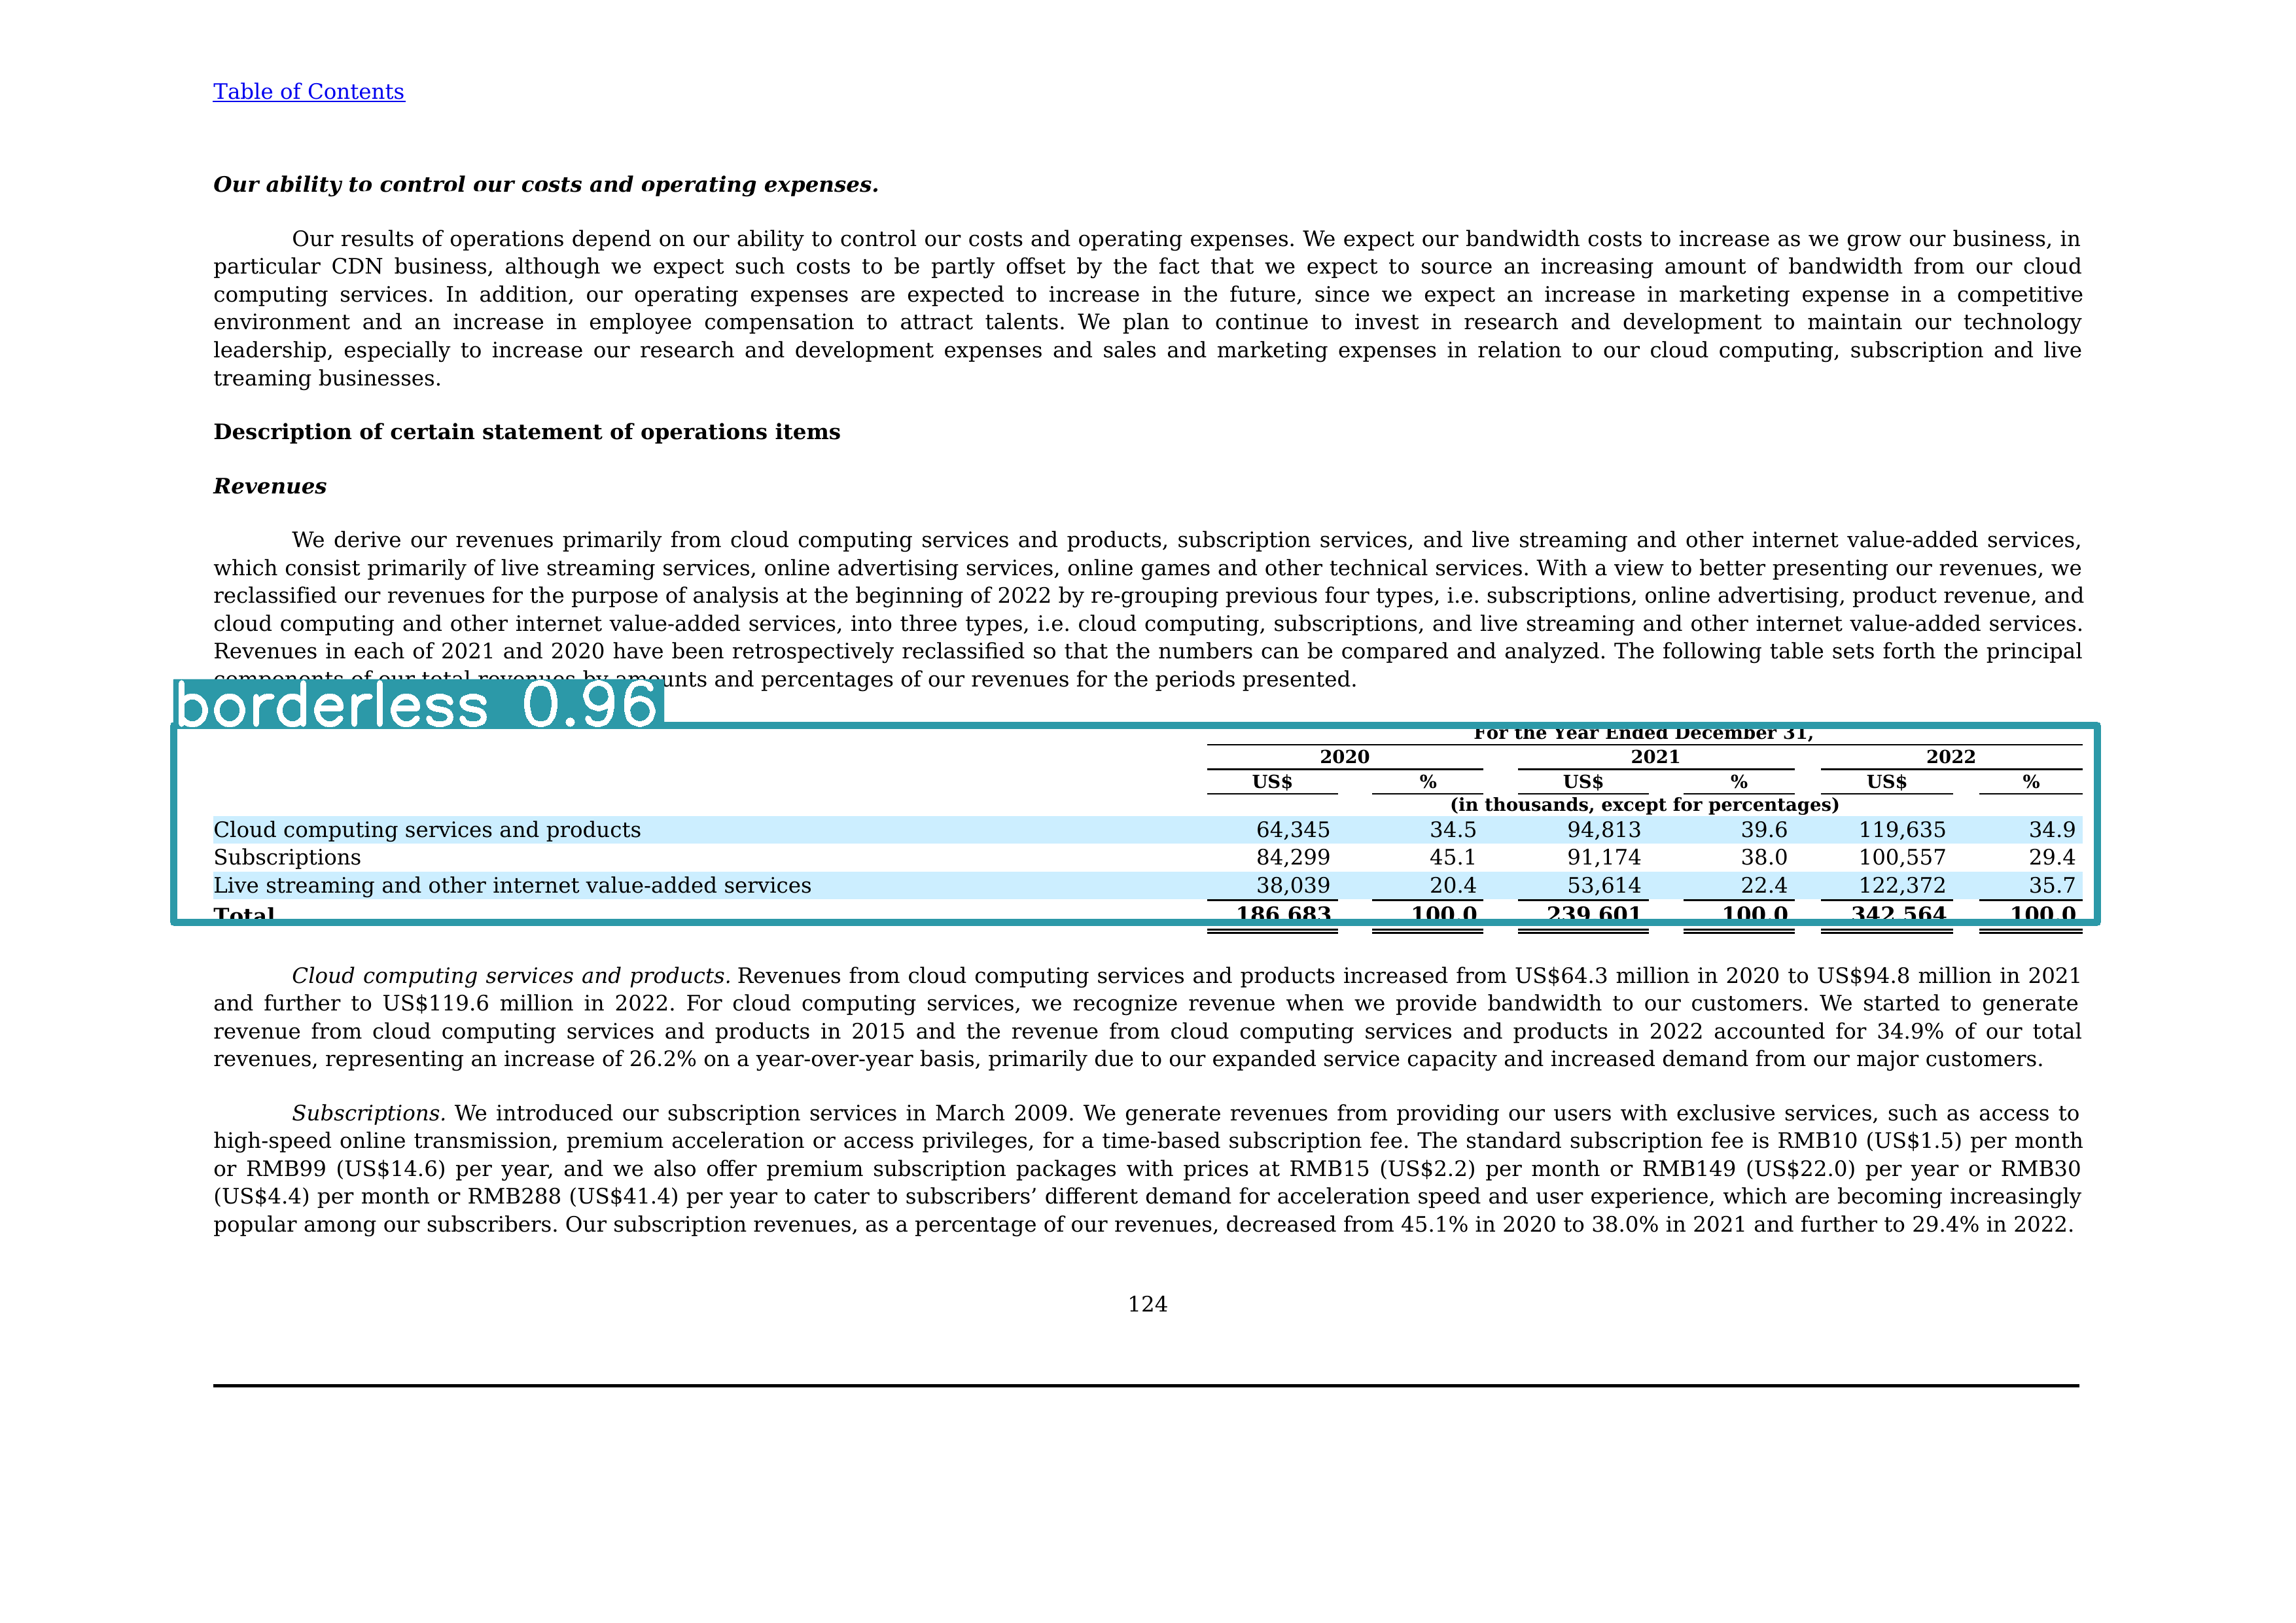 Table of Contents
Our ability to control our costs and operating expenses.
Our results of operations depend on our ability to control our costs and operating expenses. We expect our bandwidth costs to increase as we grow our business, in
particular CDN business, although we expect such costs to be partly offset by the fact that we expect to source an increasing amount of bandwidth from our cloud
computing services. In addition, our operating expenses are expected to increase in the future, since we expect an increase in marketing expense in a competitive
environment and an increase in employee compensation to attract talents. We plan to continue to invest in research and development to maintain our technology
leadership, especially to increase our research and development expenses and sales and marketing expenses in relation to our cloud computing, subscription and live
treaming businesses.
Description of certain statement of operations items
Revenues
We derive our revenues primarily from cloud computing services and products, subscription services, and live streaming and other internet value-added services,
which consist primarily of live streaming services, online advertising services, online games and other technical services. With a view to better presenting our revenues, we
reclassified our revenues for the purpose of analysis at the beginning of 2022 by re-grouping previous four types, i.e. subscriptions, online advertising, product revenue, and
cloud computing and other internet value-added services, into three types, i.e. cloud computing, subscriptions, and live streaming and other internet value-added services.
Revenues in each of 2021 and 2020 have been retrospectively reclassified so that the numbers can be compared and analyzed. The following table sets forth the principal
components of our total revenues by amounts and percentages of our revenues for the periods presented.
borderless 0.96
For the Year Ended December 31,
2020 2021 2022
US$ % US$ % US$ %
(in thousands, except for percentages)
Cloud computing services and products 64,345 34.5 94,813 39.6 119,635 34.9
Subscriptions 84,299 45.1 91,174 38.0 100,557 29.4
Live streaming and other internet value-added services 38,039 20.4 53,614 22.4 122,372 35.7
Total 186,683 100.0 239,601 100.0 342,564 100.0
Cloud computing services and products. Revenues from cloud computing services and products increased from US$64.3 million in 2020 to US$94.8 million in 2021
and further to US$119.6 million in 2022. For cloud computing services, we recognize revenue when we provide bandwidth to our customers. We started to generate
revenue from cloud computing services and products in 2015 and the revenue from cloud computing services and products in 2022 accounted for 34.9% of our total
revenues, representing an increase of 26.2% on a year-over-year basis, primarily due to our expanded service capacity and increased demand from our major customers.
Subscriptions. We introduced our subscription services in March 2009. We generate revenues from providing our users with exclusive services, such as access to
high-speed online transmission, premium acceleration or access privileges, for a time-based subscription fee. The standard subscription fee is RMB10 (US$1.5) per month
or RMB99 (US$14.6) per year, and we also offer premium subscription packages with prices at RMB15 (US$2.2) per month or RMB149 (US$22.0) per year or RMB30
(US$4.4) per month or RMB288 (US$41.4) per year to cater to subscribers’ different demand for acceleration speed and user experience, which are becoming increasingly
popular among our subscribers. Our subscription revenues, as a percentage of our revenues, decreased from 45.1% in 2020 to 38.0% in 2021 and further to 29.4% in 2022.
124